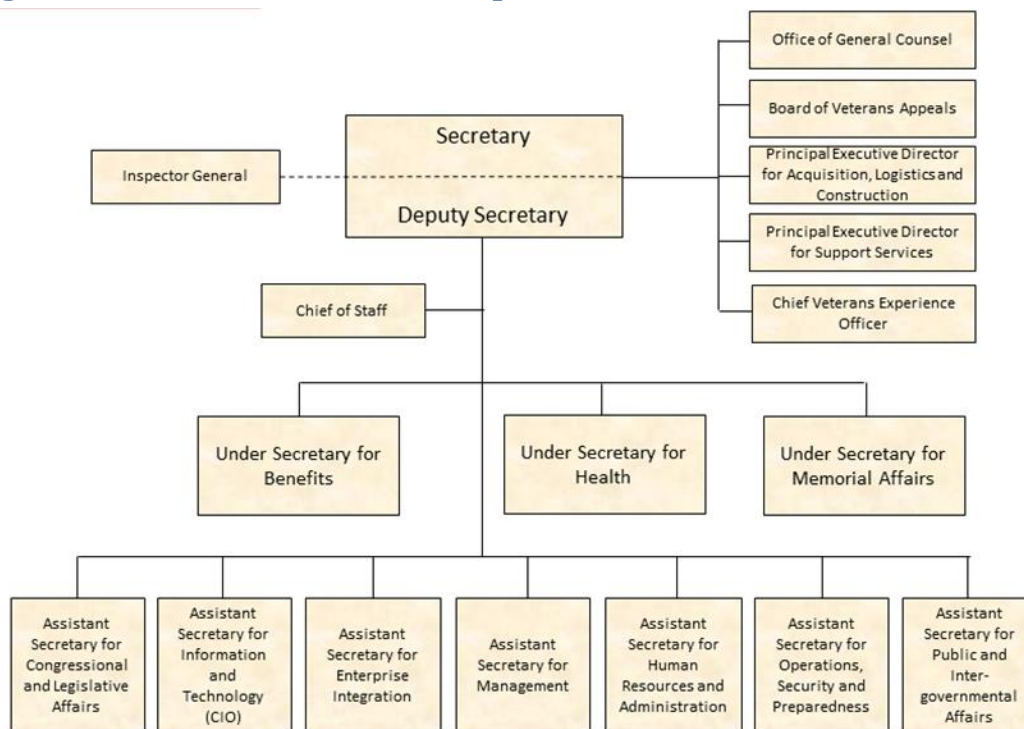 Office of General Counsel
Board of Veterans Appeals
Principal Executive Director
for Acquisition, Logistics and
Construction
Principal Executive Director
for Support Services
Chief Veterans Experience
Officer
Secretary
Deputy Secretary
Inspector General
Chief of Staff
Under Secretary for
Benefits
Under Secretary for
Health
Under Secretary for
Memorial Affairs
Assistant
Secretary for
Congressional
and Legislative
Affairs
Assistant
Secretary for
Information
and
Technology
(CIO)
Assistant
Secretary for
Enterprise
Integration
Assistant
Secretary for
Management
Assistant
Secretary for
Human
Resources and
Administration
Assistant
Secretary for
Operations,
Security and
Preparedness
Assistant
Secretary for
Public and
Inter-
governmental
Affairs